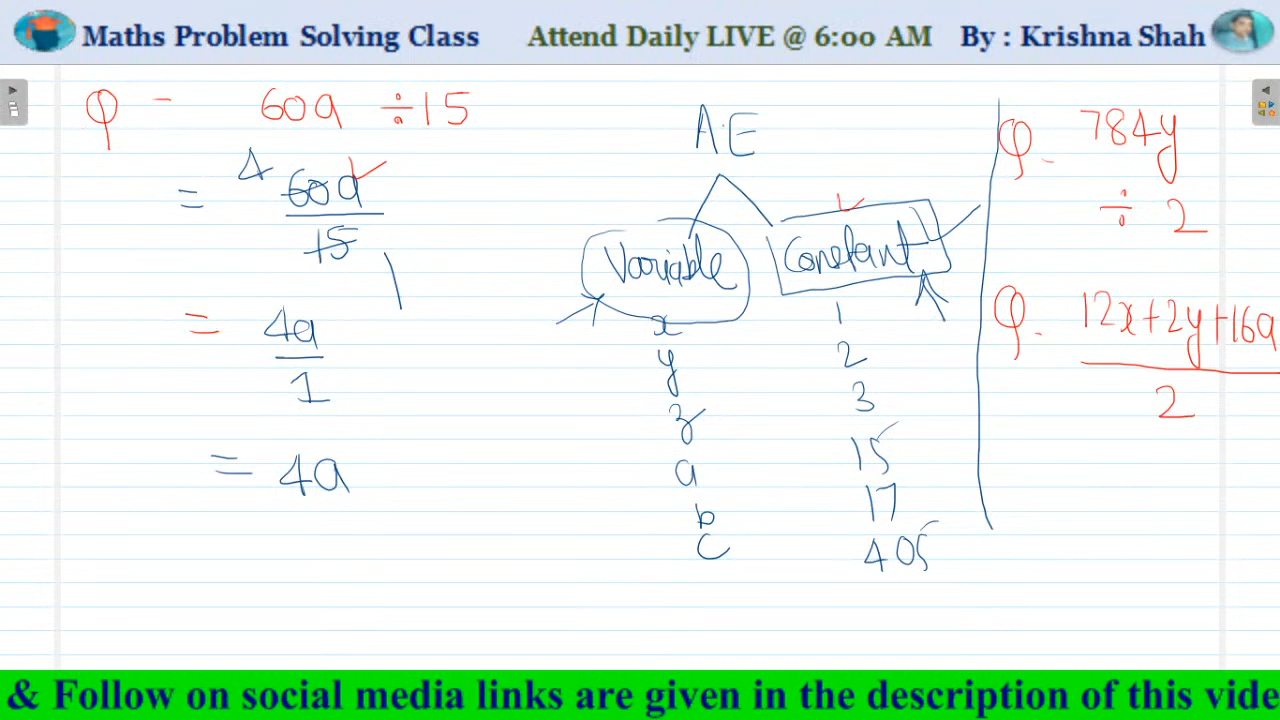 Maths Problem Solving Class Attend Daily LIVE @ 6:00 AM By : Krishna Shah
Q - 60a ÷ 15
= 4 60a
15
= 4a
1
= 4a
A.E
Variable Constant
x 1
y 2
z 3
a 15
b 17
c 405
Q - 784y
÷ 2
Q - 12x+2y+16a
2
& Follow on social media links are given in the description of this vide